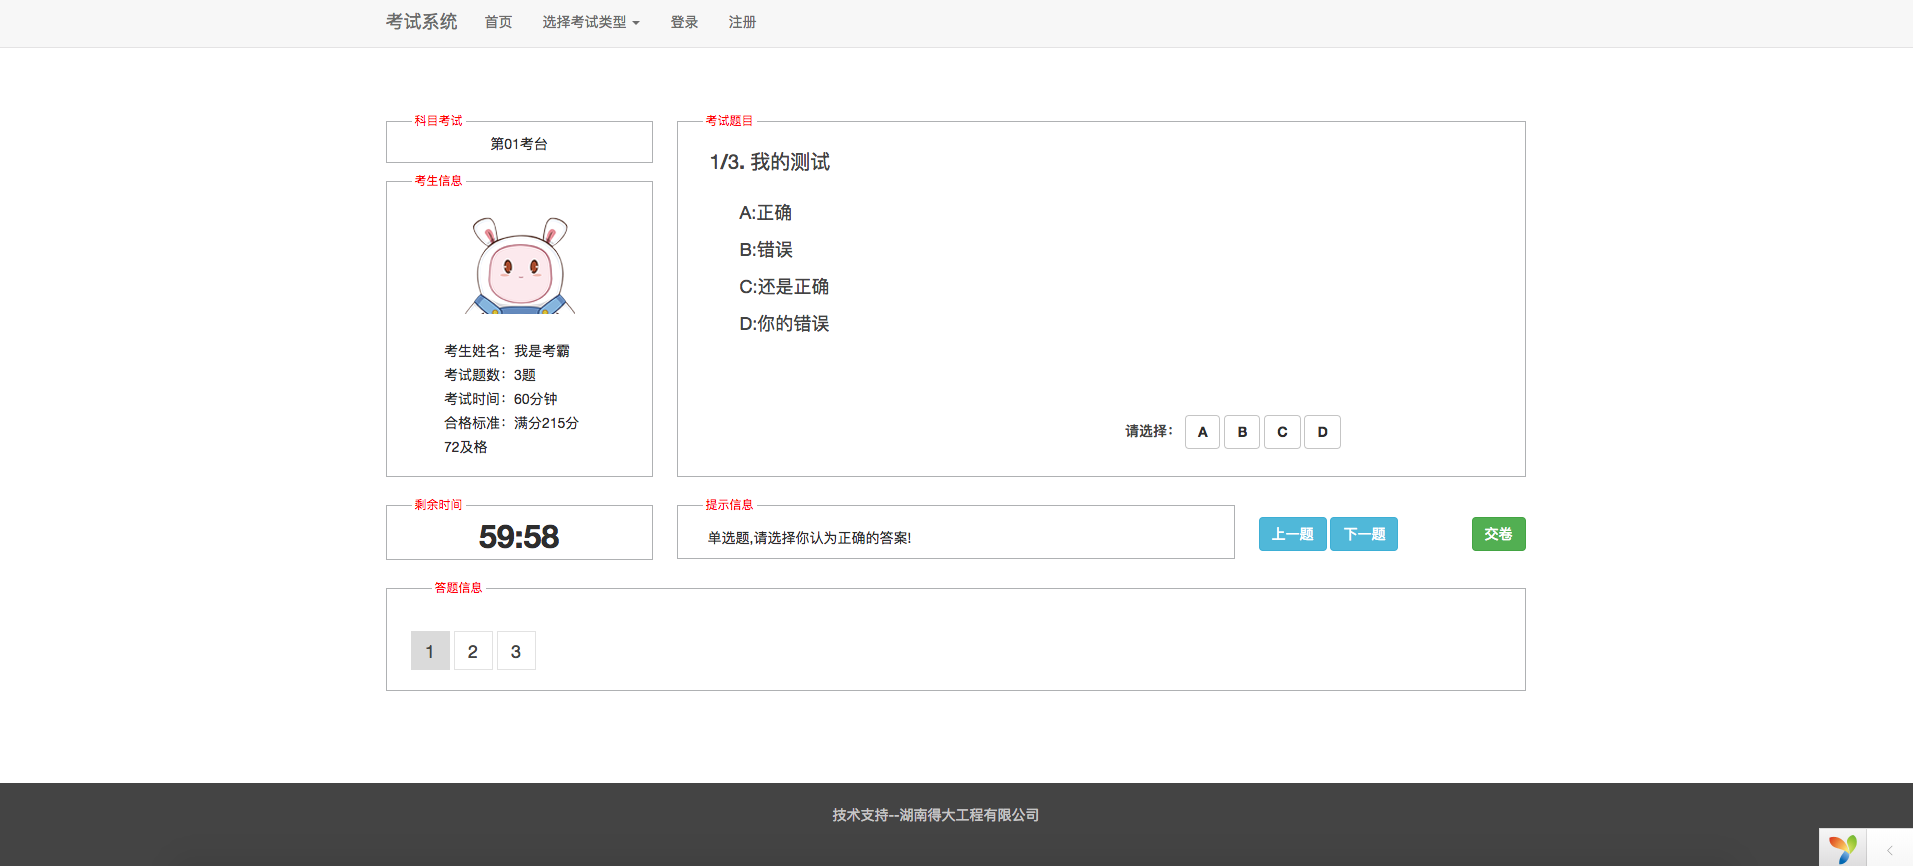 考试系统 首页 选择考试类型 登录 注册
科目考试
第01考台
考生信息
考生姓名：我是考霸
考试题数：3题
考试时间：60分钟
合格标准：满分215分
72及格
考试题目
1/3. 我的测试
A:正确
B:错误
C:还是正确
D:你的错误
请选择： A B C D
剩余时间
59:58
提示信息
单选题,请选择你认为正确的答案!
上一题 下一题 交卷
答题信息
1 2 3
技术支持--湖南得大工程有限公司